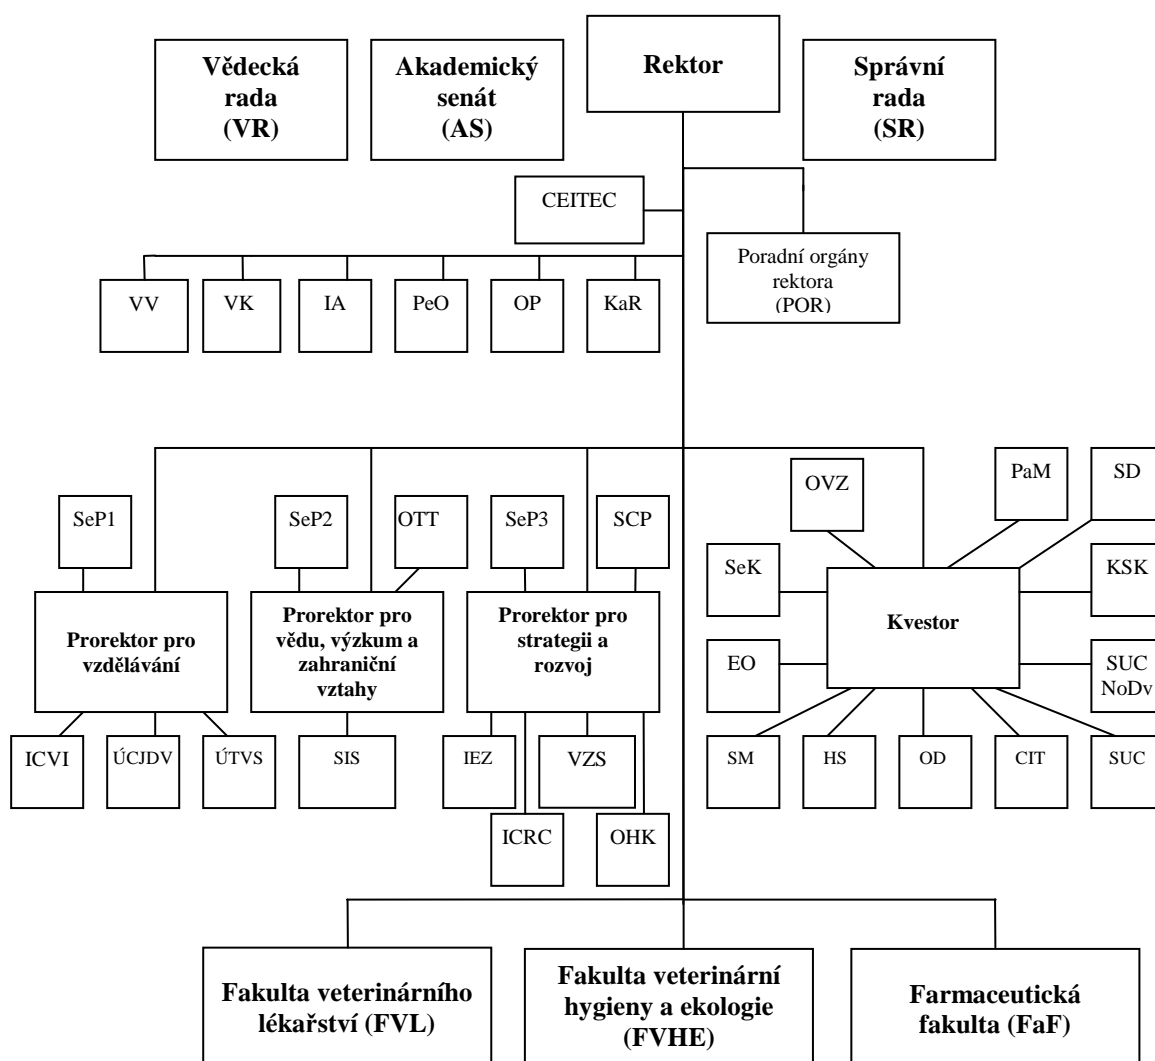 Vědecká
rada
(VR)
Akademický
senát
(AS)
Rektor
Správní
rada
(SR)
CEITEC
Poradní orgány
rektora
(POR)
VV
VK
IA
PeO
OP
KaR
SeP1
SeP2
OTT
SeP3
SCP
OVZ
PaM
SD
SeK
KSK
Prorektor pro
vzdělávání
Prorektor pro
vědu, výzkum a
zahraniční
vztahy
Prorektor pro
strategii a
rozvoj
Kvestor
EO
SUC
NoDv
ICVI
ÚCJDV
ÚTVS
SIS
IEZ
VZS
SM
HS
OD
CIT
SUC
ICRC
OHK
Fakulta veterinárního
lékařství (FVL)
Fakulta veterinární
hygieny a ekologie
(FVHE)
Farmaceutická
fakulta (FaF)